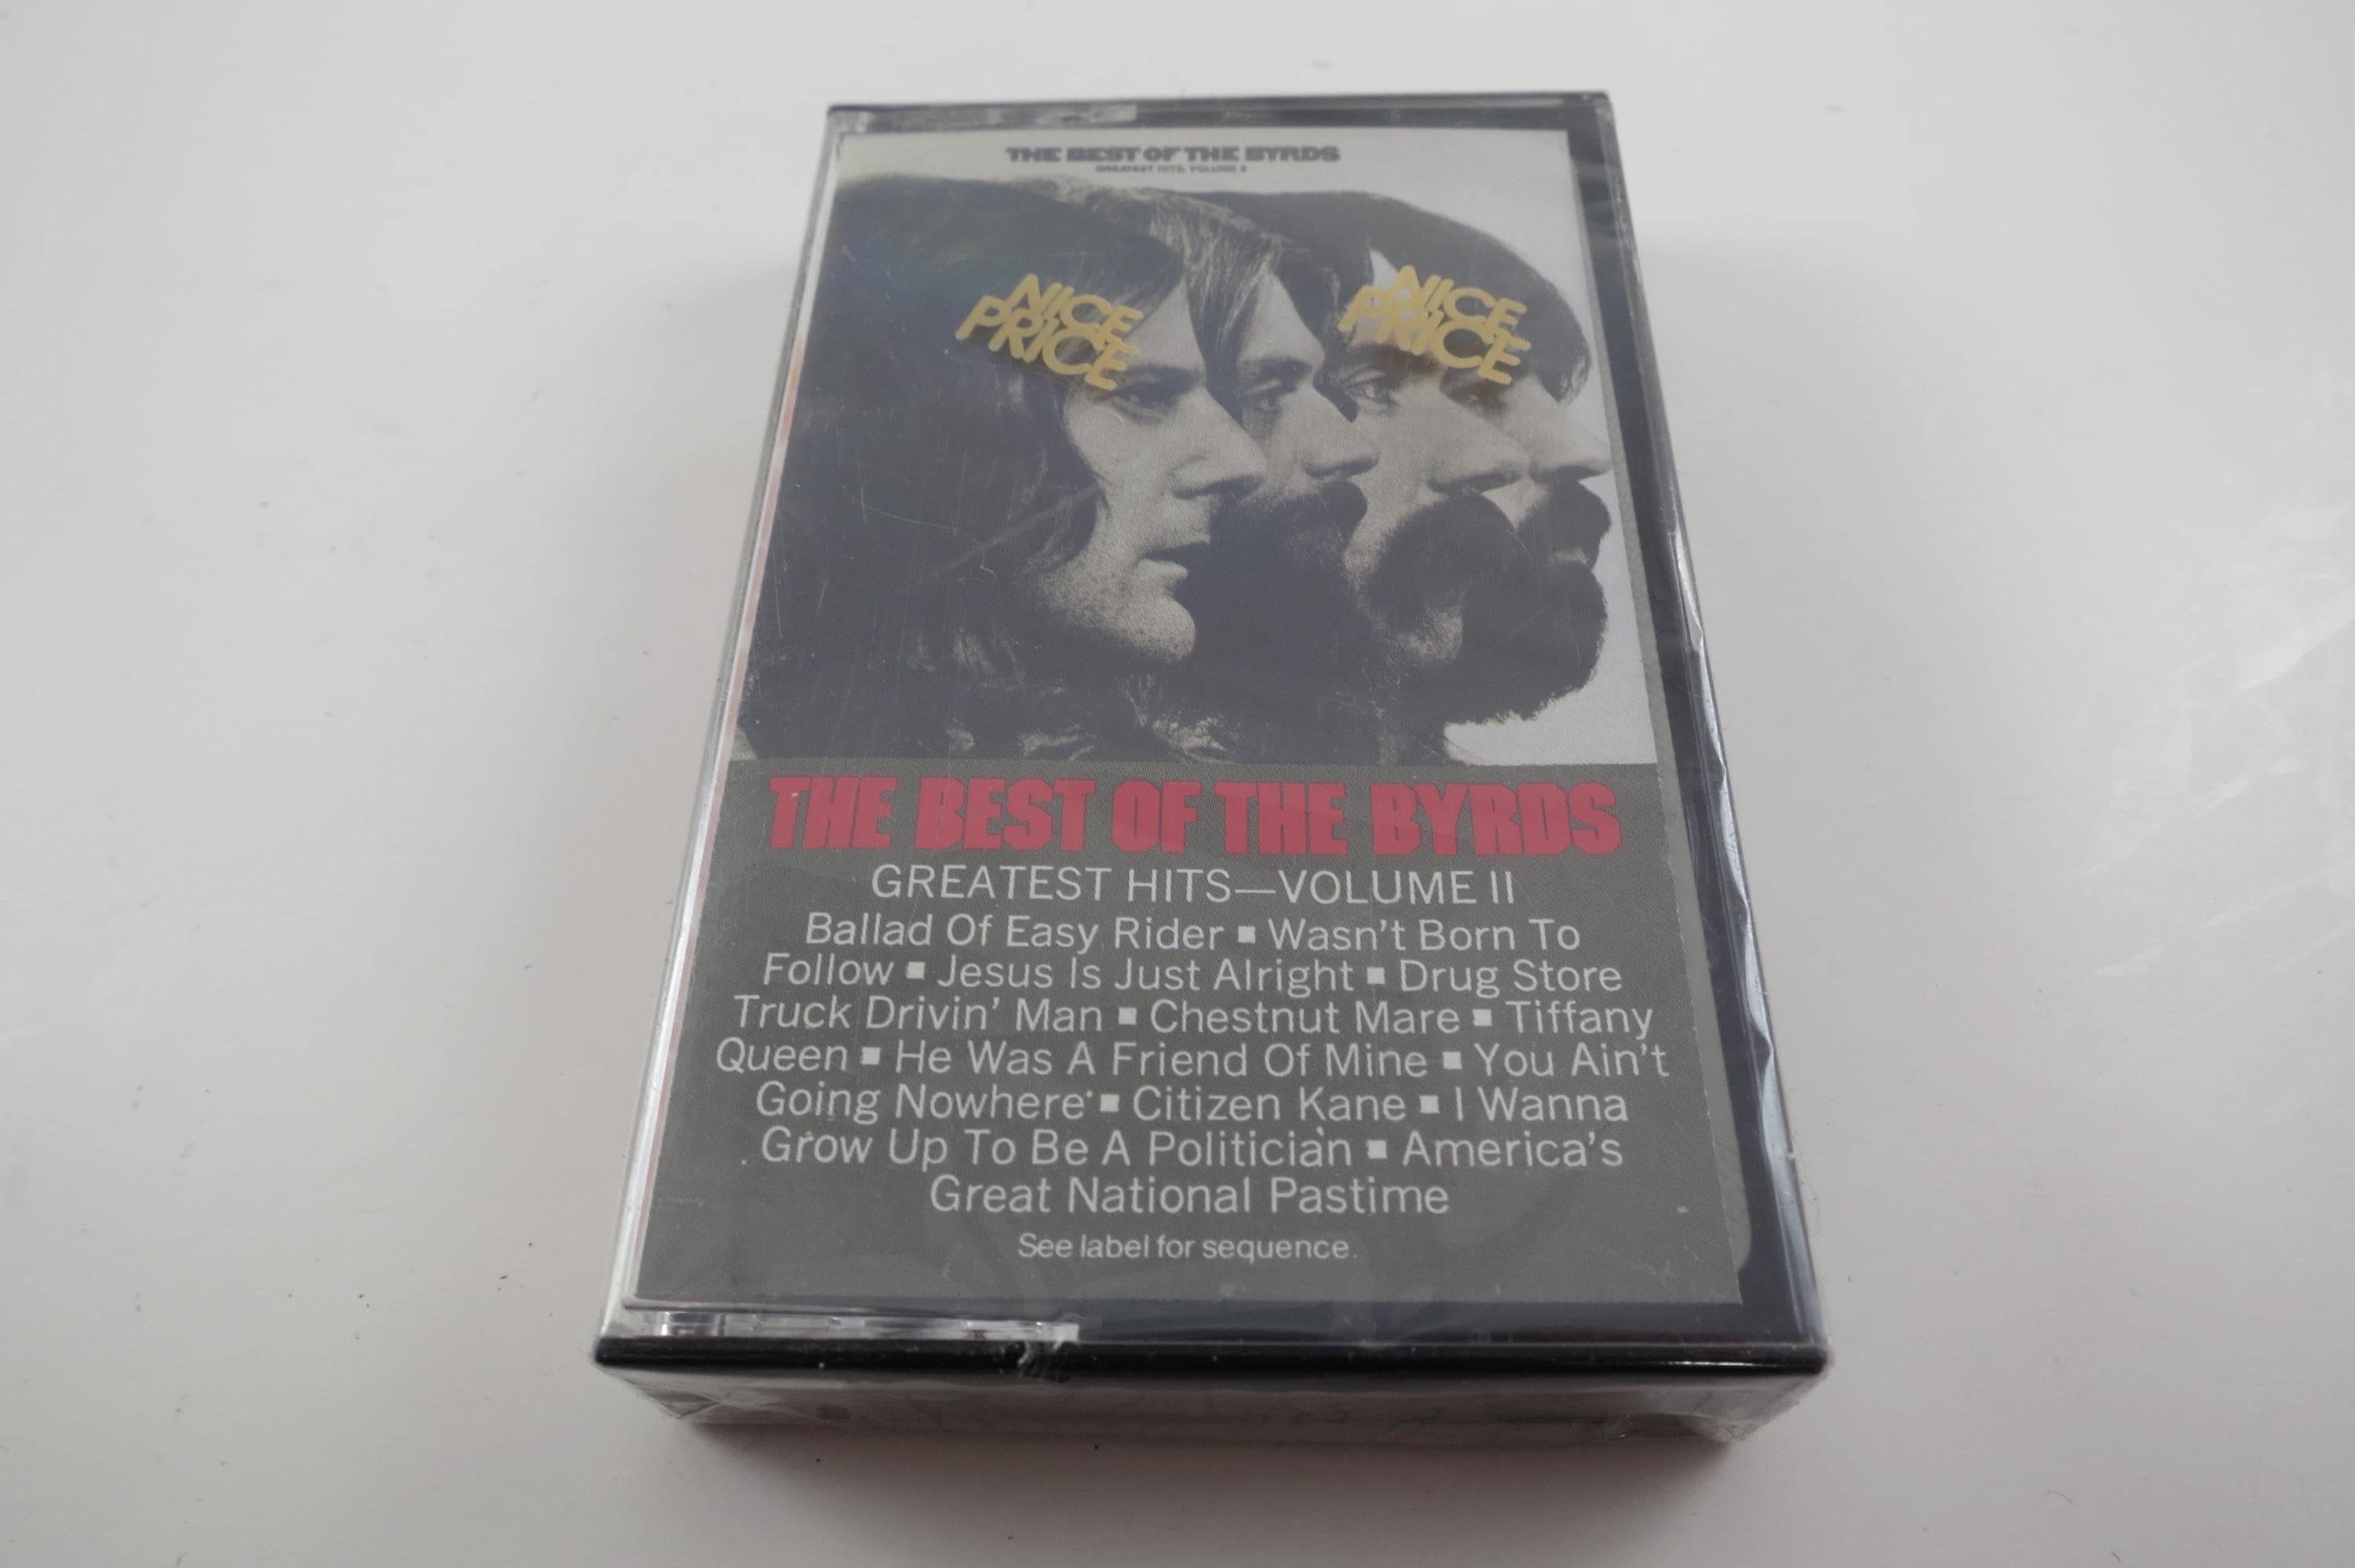 THE BEST OF THE BYRDS
GREATEST HITS, VOLUME II
NICE
PRICE
NICE
PRICE
THE BEST OF THE BYRDS
GREATEST HITS—VOLUME II
Ballad Of Easy Rider ■ Wasn't Born To
Follow ■ Jesus Is Just Alright ■ Drug Store
Truck Drivin' Man ■ Chestnut Mare ■ Tiffany
Queen ■ He Was A Friend Of Mine ■ You Ain't
Going Nowhere ■ Citizen Kane ■ I Wanna
Grow Up To Be A Politician ■ America's
Great National Pastime
See label for sequence.